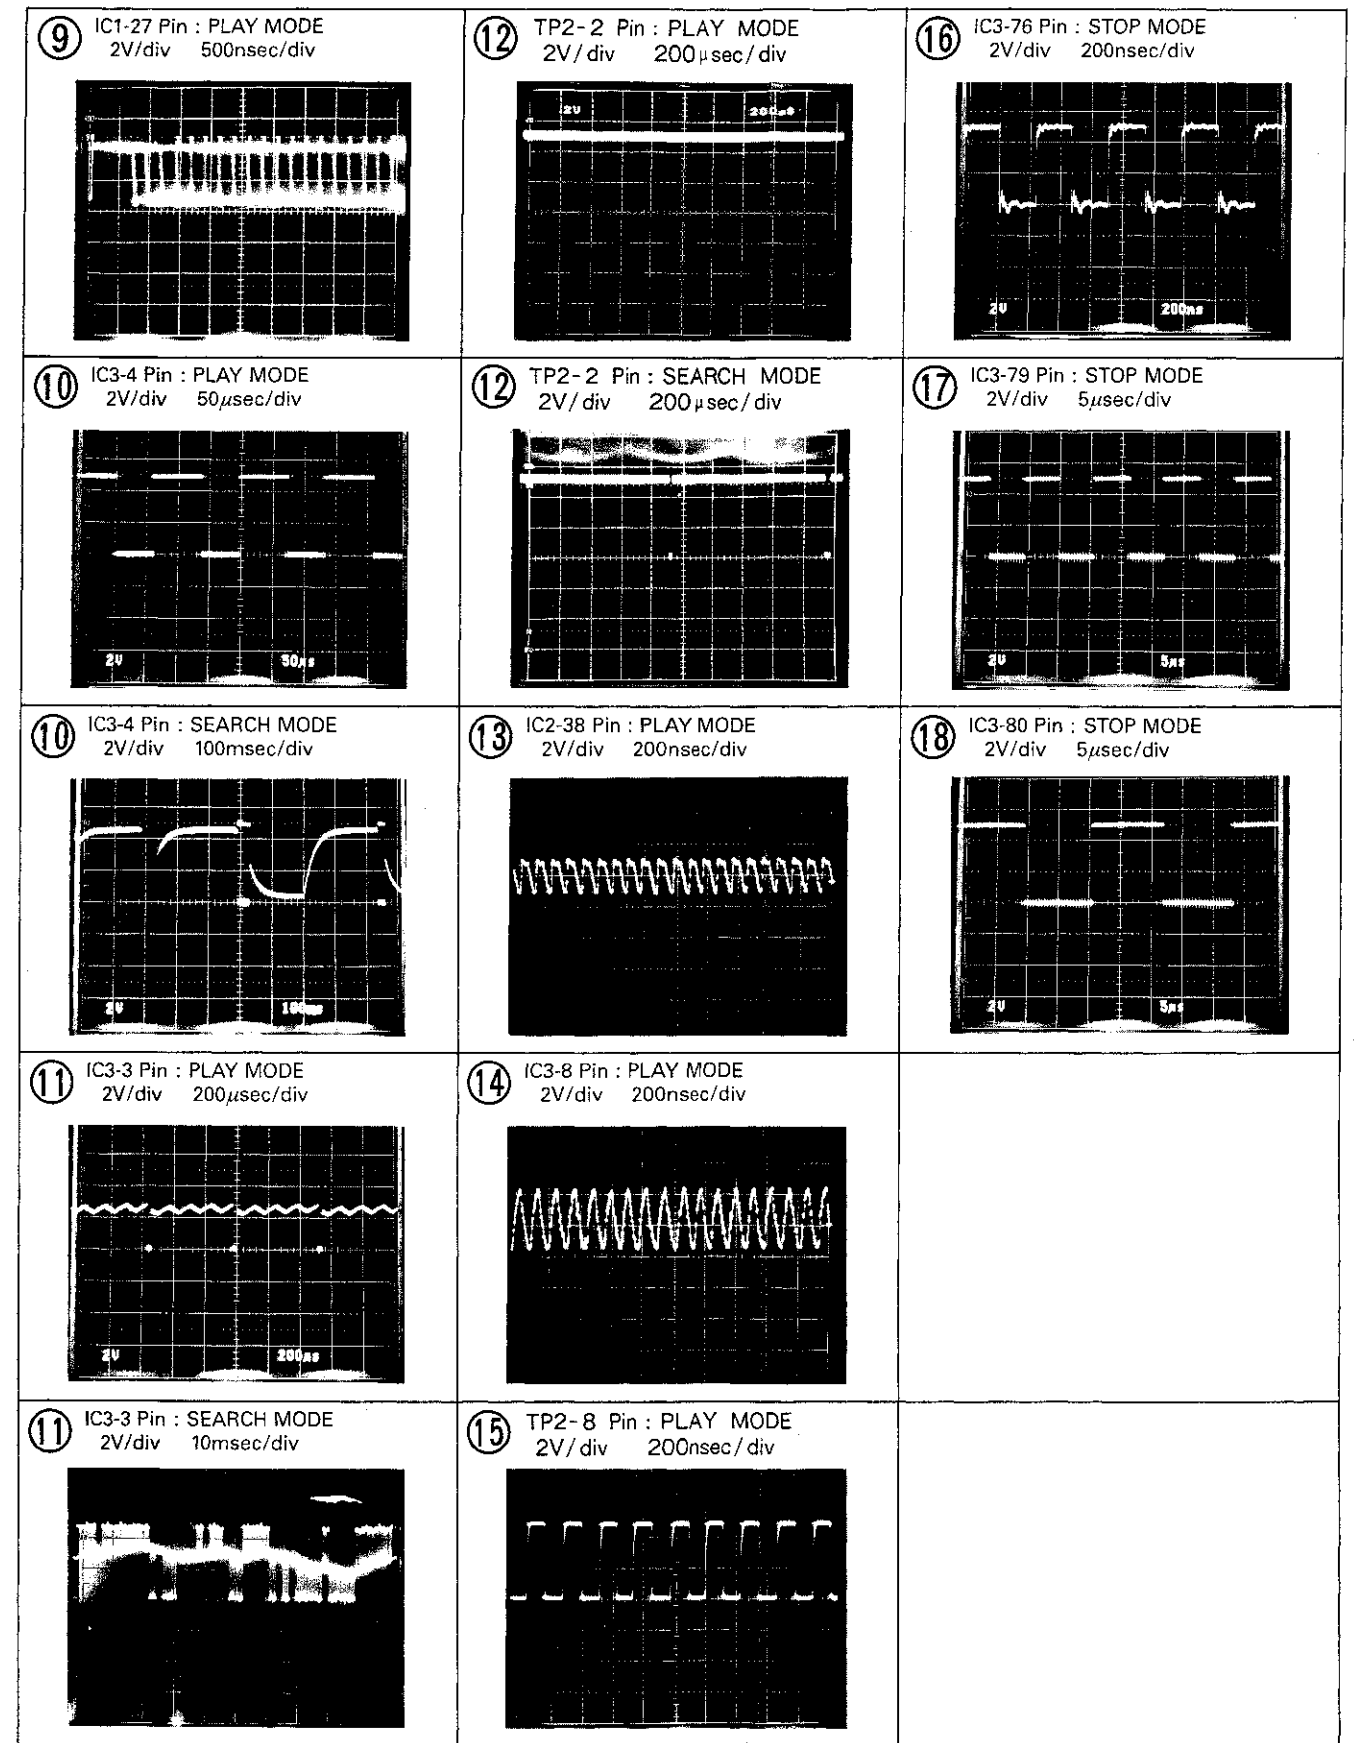 ⑨ IC1-27 Pin : PLAY MODE
2V/div 500nsec/div
⑩ IC3-4 Pin : PLAY MODE
2V/div 50μsec/div
2V 50μs
⑩ IC3-4 Pin : SEARCH MODE
2V/div 100msec/div
2V 100ms
⑪ IC3-3 Pin : PLAY MODE
2V/div 200μsec/div
2V 200μs
⑪ IC3-3 Pin : SEARCH MODE
2V/div 10msec/div
⑫ TP2-2 Pin : PLAY MODE
2V/div 200μsec/div
2V 200μs
⑫ TP2-2 Pin : SEARCH MODE
2V/div 200μsec/div
⑬ IC2-38 Pin : PLAY MODE
2V/div 200nsec/div
⑭ IC3-8 Pin : PLAY MODE
2V/div 200nsec/div
⑮ TP2-8 Pin : PLAY MODE
2V/div 200nsec/div
⑯ IC3-76 Pin : STOP MODE
2V/div 200nsec/div
2V 200ns
⑰ IC3-79 Pin : STOP MODE
2V/div 5μsec/div
2V 5μs
⑱ IC3-80 Pin : STOP MODE
2V/div 5μsec/div
2V 5μs